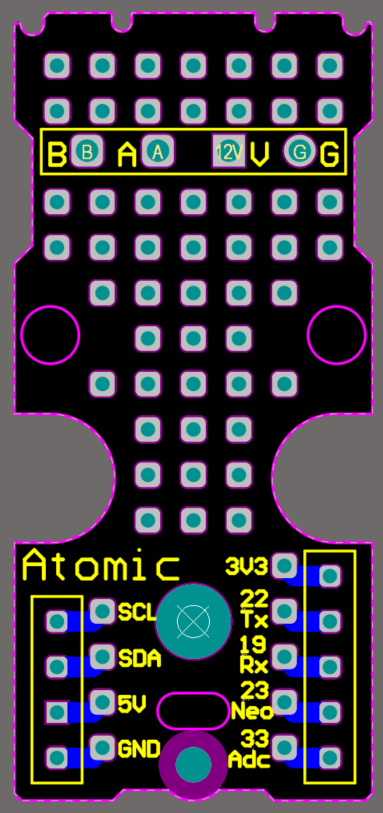 B B A A 12V V G G
Atomic
3V3
22
SCL Tx
19
SDA Rx
23
5V Neo
33
GND Adc